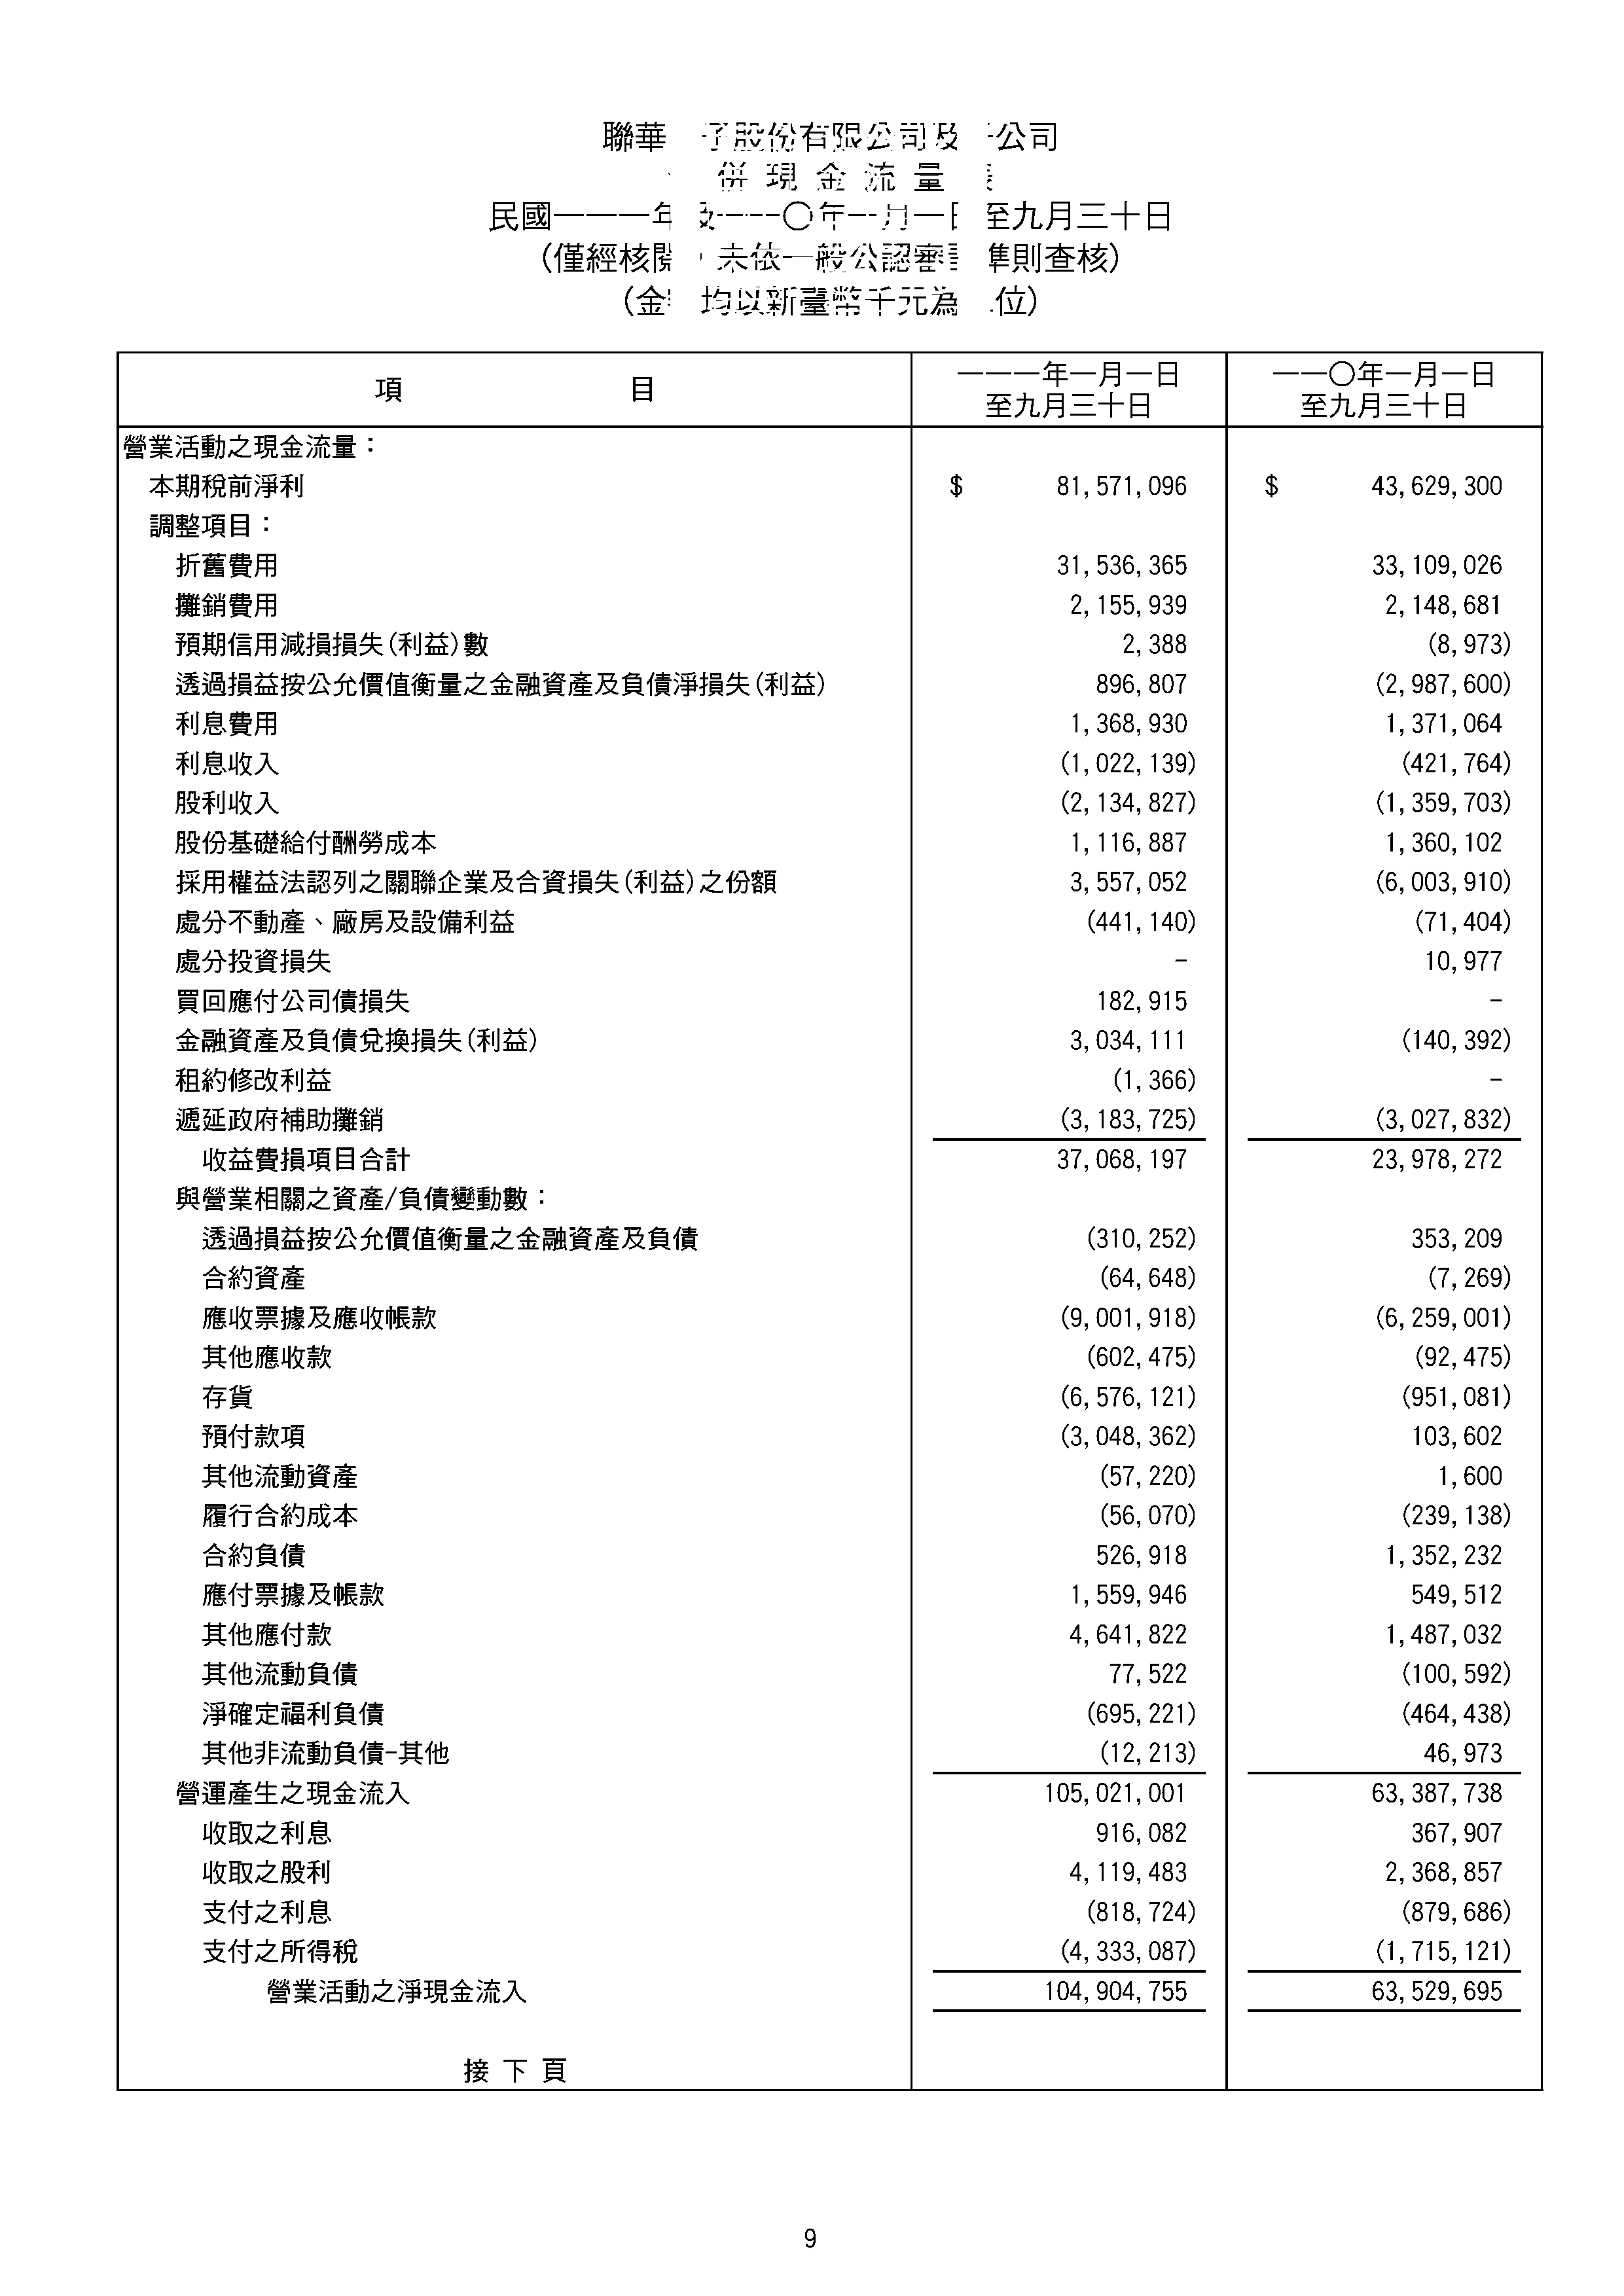 聯華 子股份有限公司及子公司
併現金流量表
民國一一一年及一一〇年一月一日至九月三十日
(僅經核閱，未依一般公認審計準則查核)
(金額均以新臺幣千元為單位)
項 目 一一一年一月一日 一一〇年一月一日
至九月三十日 至九月三十日
營業活動之現金流量：
本期稅前淨利 $ 81,571,096 $ 43,629,300
調整項目：
折舊費用 31,536,365 33,109,026
攤銷費用 2,155,939 2,148,681
預期信用減損損失(利益)數 2,388 (8,973)
透過損益按公允價值衡量之金融資產及負債淨損失(利益) 896,807 (2,987,600)
利息費用 1,368,930 1,371,064
利息收入 (1,022,139) (421,764)
股利收入 (2,134,827) (1,359,703)
股份基礎給付酬勞成本 1,116,887 1,360,102
採用權益法認列之關聯企業及合資損失(利益)之份額 3,557,052 (6,003,910)
處分不動產、廠房及設備利益 (441,140) (71,404)
處分投資損失 - 10,977
買回應付公司債損失 182,915 -
金融資產及負債兌換損失(利益) 3,034,111 (140,392)
租約修改利益 (1,366) -
遞延政府補助攤銷 (3,183,725) (3,027,832)
收益費損項目合計 37,068,197 23,978,272
與營業相關之資產/負債變動數：
透過損益按公允價值衡量之金融資產及負債 (310,252) 353,209
合約資產 (64,648) (7,269)
應收票據及應收帳款 (9,001,918) (6,259,001)
其他應收款 (602,475) (92,475)
存貨 (6,576,121) (951,081)
預付款項 (3,048,362) 103,602
其他流動資產 (57,220) 1,600
履行合約成本 (56,070) (239,138)
合約負債 526,918 1,352,232
應付票據及帳款 1,559,946 549,512
其他應付款 4,641,822 1,487,032
其他流動負債 77,522 (100,592)
淨確定福利負債 (695,221) (464,438)
其他非流動負債-其他 (12,213) 46,973
營運產生之現金流入 105,021,001 63,387,738
收取之利息 916,082 367,907
收取之股利 4,119,483 2,368,857
支付之利息 (818,724) (879,686)
支付之所得稅 (4,333,087) (1,715,121)
營業活動之淨現金流入 104,904,755 63,529,695
接下頁
9